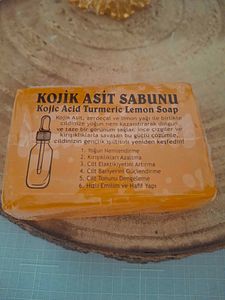 KOJİK ASİT SABUNU
Kojic Acid Turmeric Lemon Soap
Kojik Asit, zerdeçal ve limon yağı ile birlikte
cildinize yoğun nem kazandırarak dolgun
ve taze bir görünüm sağlar. İnce çizgiler ve
kırışıklıklarla savaşan bu güçlü çözümle,
cildinizin gençlik ışıltısını yeniden keşfedin!
1. Yoğun Nemlendirme
2. Kırışıklıkları Azaltma
3. Cilt Elastikiyetini Artırma
4. Cilt Bariyerini Güçlendirme
5. Cilt Tonunu Dengeleme
6. Hızlı Emilim ve Hafif Yapı